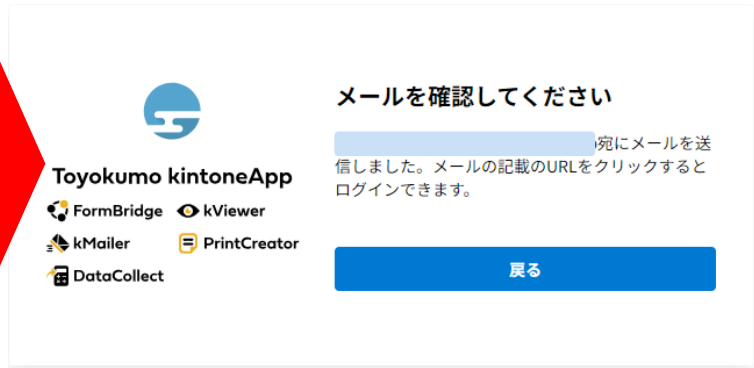 Toyokumo kintoneApp
FormBridge
kViewer
kMailer
PrintCreator
DataCollect
メールを確認してください
宛にメールを送
信しました。メールの記載のURLをクリックすると
ログインできます。
戻る